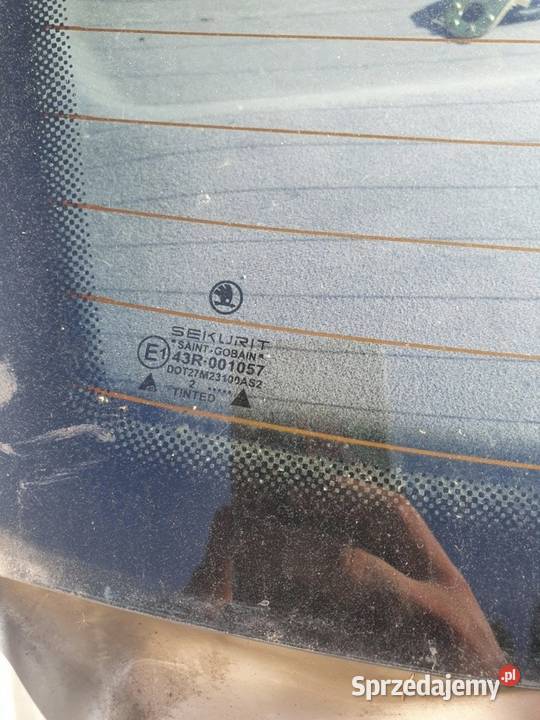 SEKURIT
*SAINT-GOBAIN*
E1 43R-001057
DOT27M23100AS2
2 *****
TINTED
Sprzedajemy.pl